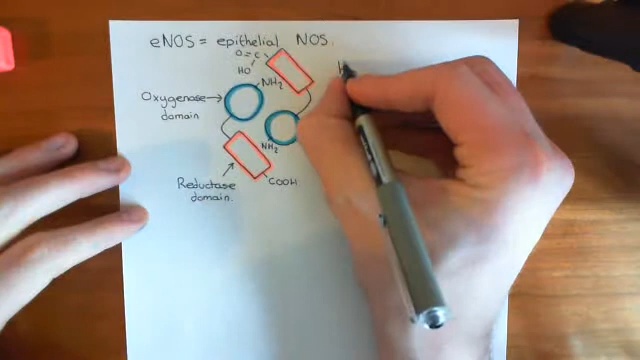 eNOS = epithelial NOS.
O=C
HO
NH2
Oxygenase
domain
NH2
COOH
Reductase
domain.